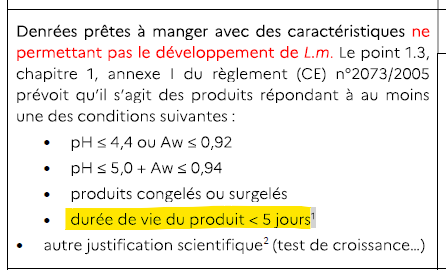 Denrées prêtes à manger avec des caractéristiques ne
permettant pas le développement de L.m. Le point 1.3,
chapitre 1, annexe I du règlement (CE) n°2073/2005
prévoit qu'il s'agit des produits répondant à au moins
une des conditions suivantes :
• pH ≤ 4,4 ou Aw ≤ 0,92
• pH ≤ 5,0 + Aw ≤ 0,94
• produits congelés ou surgelés
• durée de vie du produit < 5 jours¹
• autre justification scientifique² (test de croissance…)